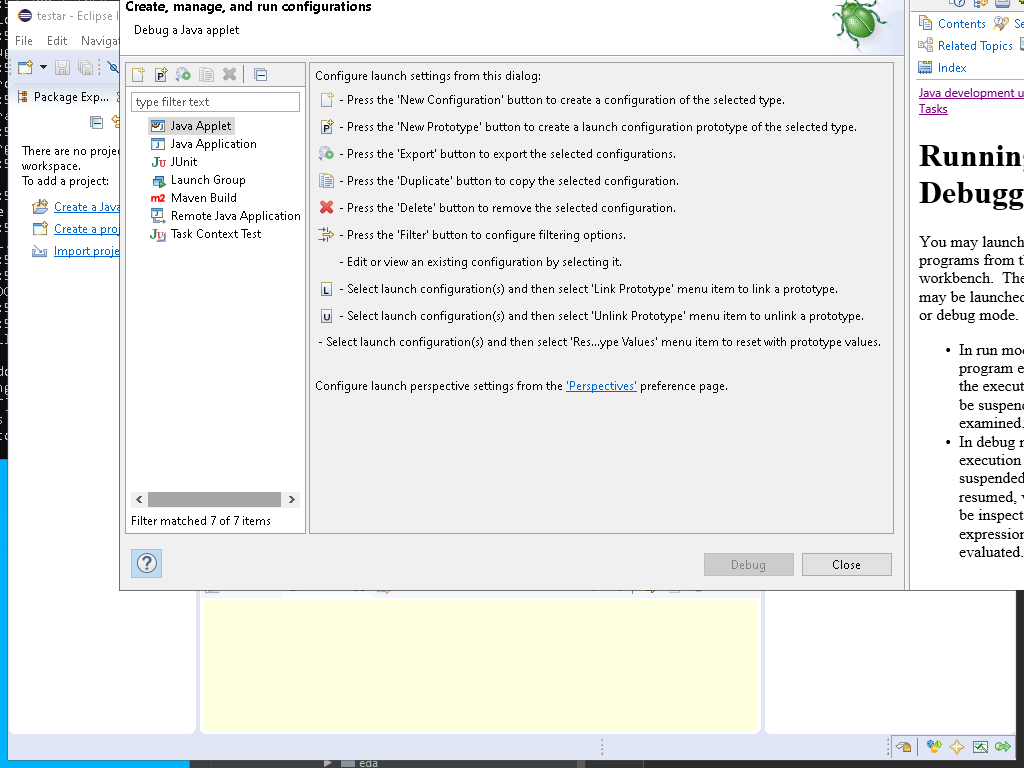 testar - Eclipse I
File Edit Naviga
Package Exp...
There are no projec
workspace.
To add a project:
Create a Java
Create a proj
Import proje
Create, manage, and run configurations
Debug a Java applet
type filter text
Java Applet
Java Application
JUnit
Launch Group
Maven Build
Remote Java Application
Task Context Test
Filter matched 7 of 7 items
Configure launch settings from this dialog:
- Press the 'New Configuration' button to create a configuration of the selected type.
- Press the 'New Prototype' button to create a launch configuration prototype of the selected type.
- Press the 'Export' button to export the selected configurations.
- Press the 'Duplicate' button to copy the selected configuration.
- Press the 'Delete' button to remove the selected configuration.
- Press the 'Filter' button to configure filtering options.
- Edit or view an existing configuration by selecting it.
- Select launch configuration(s) and then select 'Link Prototype' menu item to link a prototype.
- Select launch configuration(s) and then select 'Unlink Prototype' menu item to unlink a prototype.
- Select launch configuration(s) and then select 'Res...ype Values' menu item to reset with prototype values.
Configure launch perspective settings from the 'Perspectives' preference page.
Debug
Close
Contents Se
Related Topics
Index
Java development u
Tasks
Running
Debugg
You may launch
programs from th
workbench. The
may be launched
or debug mode.
• In run mod
program e
the execut
be suspend
examined.
• In debug m
execution
suspended
resumed, v
be inspect
expression
evaluated.
eda